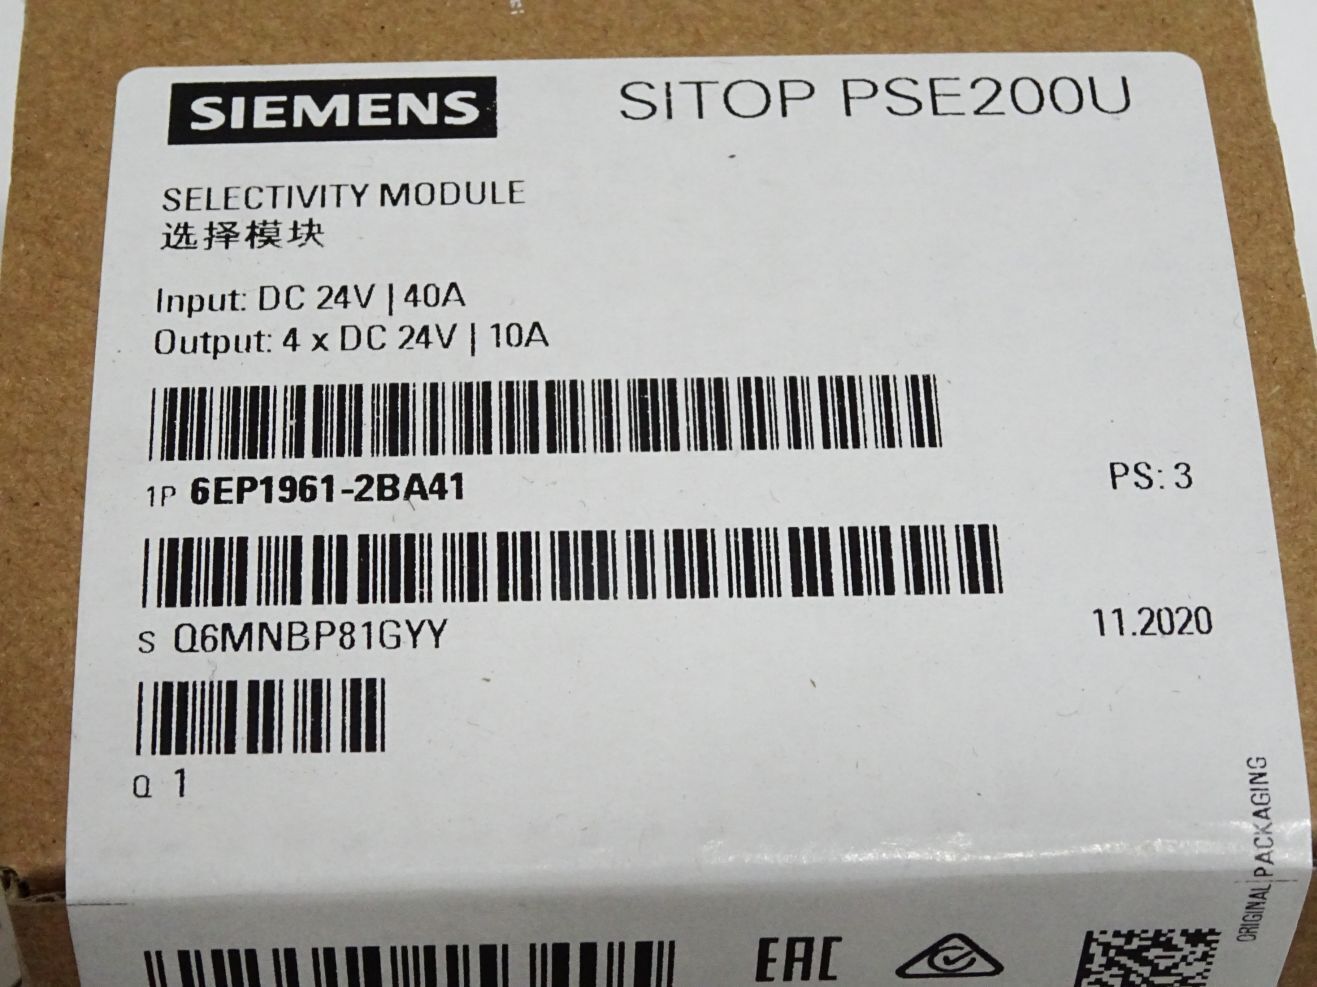 SIEMENS SITOP PSE200U
SELECTIVITY MODULE
选择模块
Input: DC 24V | 40A
Output: 4 x DC 24V | 10A
1P 6EP1961-2BA41
PS: 3
S Q6MNBP81GYY
11.2020
Q 1
ORIGINAL PACKAGING
EAC